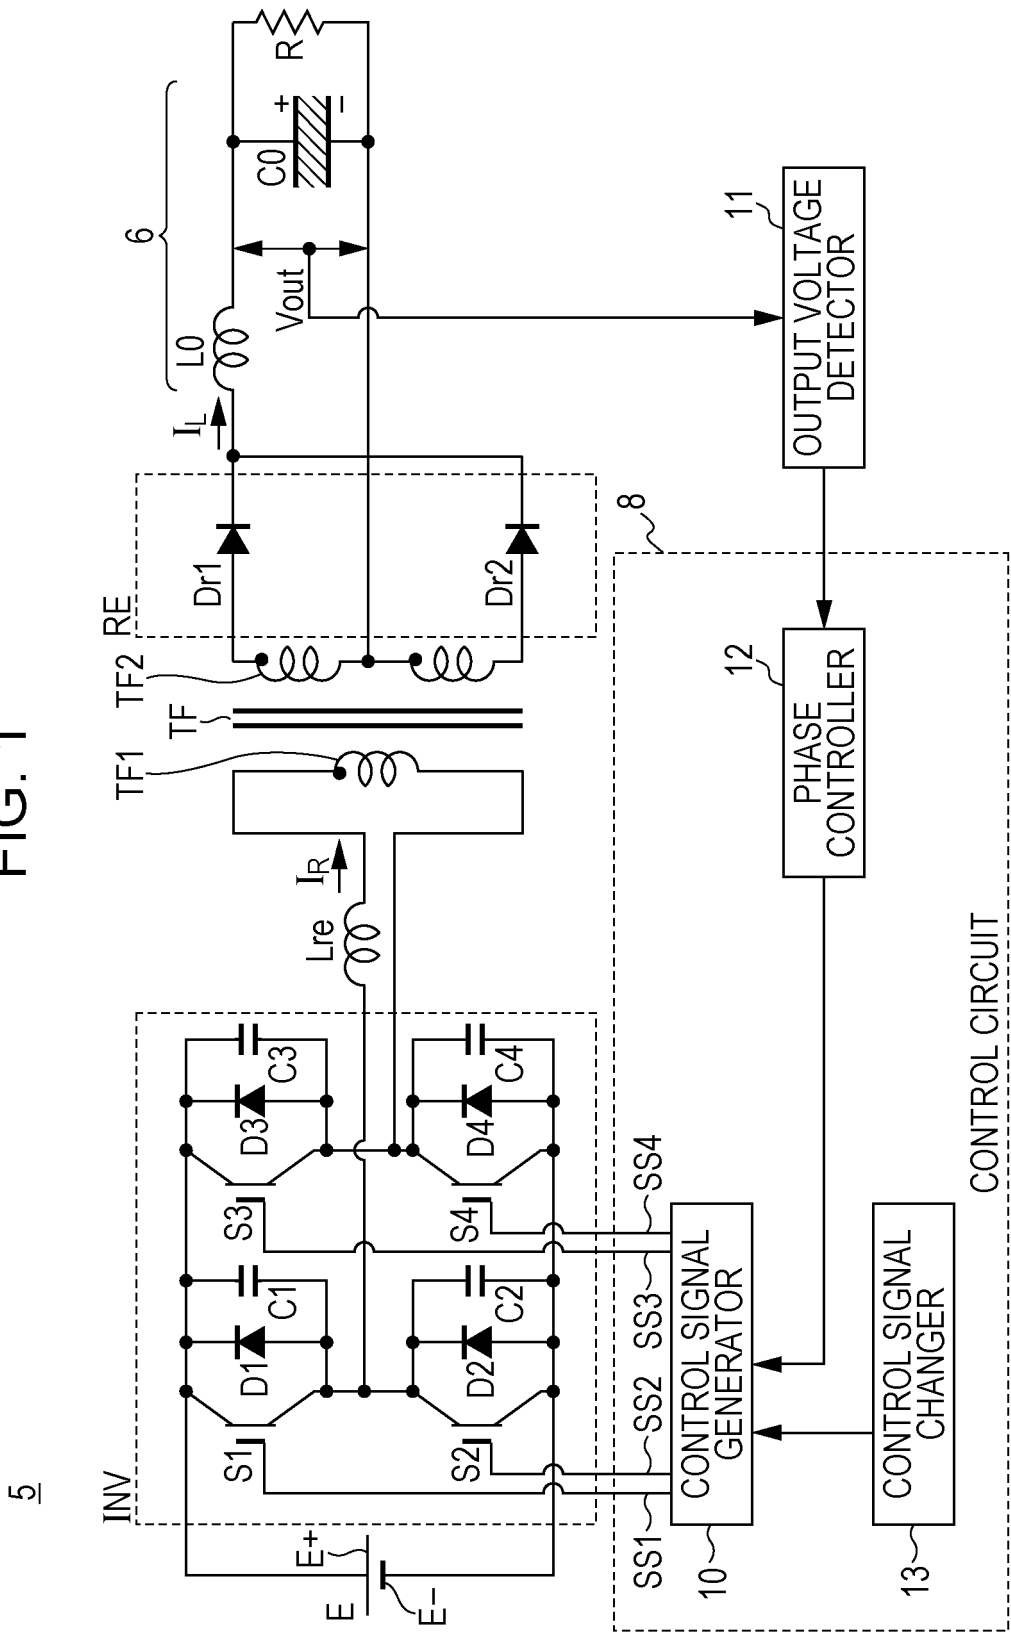 FIG. 1
5
INV
E
E+
E−
S1
D1
C1
S2
D2
C2
S3
D3
C3
S4
D4
C4
Lre
IR
TF1
TF
TF2
RE
Dr1
Dr2
IL
L0
6
Vout
C0
+
−
R
SS1
SS2
SS3
SS4
8
10
CONTROL SIGNAL
GENERATOR
13
CONTROL SIGNAL
CHANGER
12
PHASE
CONTROLLER
11
OUTPUT VOLTAGE
DETECTOR
CONTROL CIRCUIT